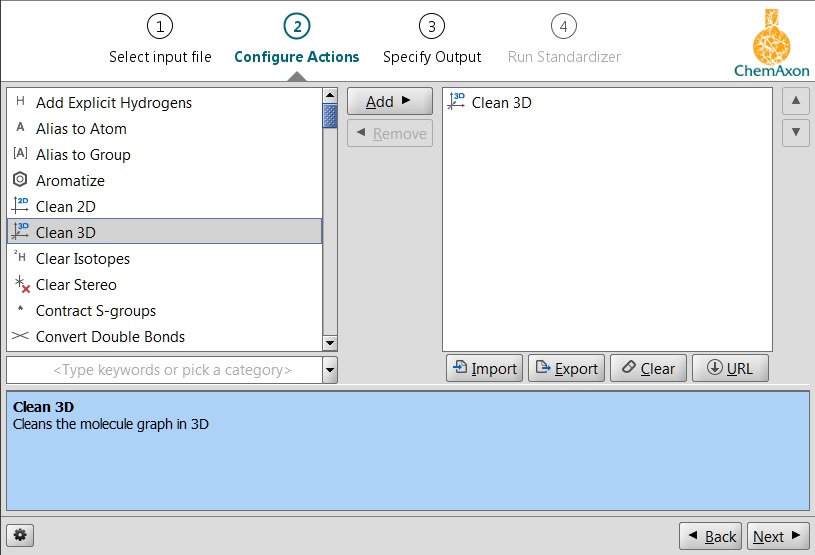 1
2
3
4
Select input file
Configure Actions
Specify Output
Run Standardizer
ChemAxon
H Add Explicit Hydrogens
A Alias to Atom
[A] Alias to Group
Aromatize
2D Clean 2D
3D Clean 3D
2H Clear Isotopes
Clear Stereo
Contract S-groups
Convert Double Bonds
<Type keywords or pick a category>
Add
Remove
3D Clean 3D
Import
Export
Clear
URL
Clean 3D
Cleans the molecule graph in 3D
Back
Next